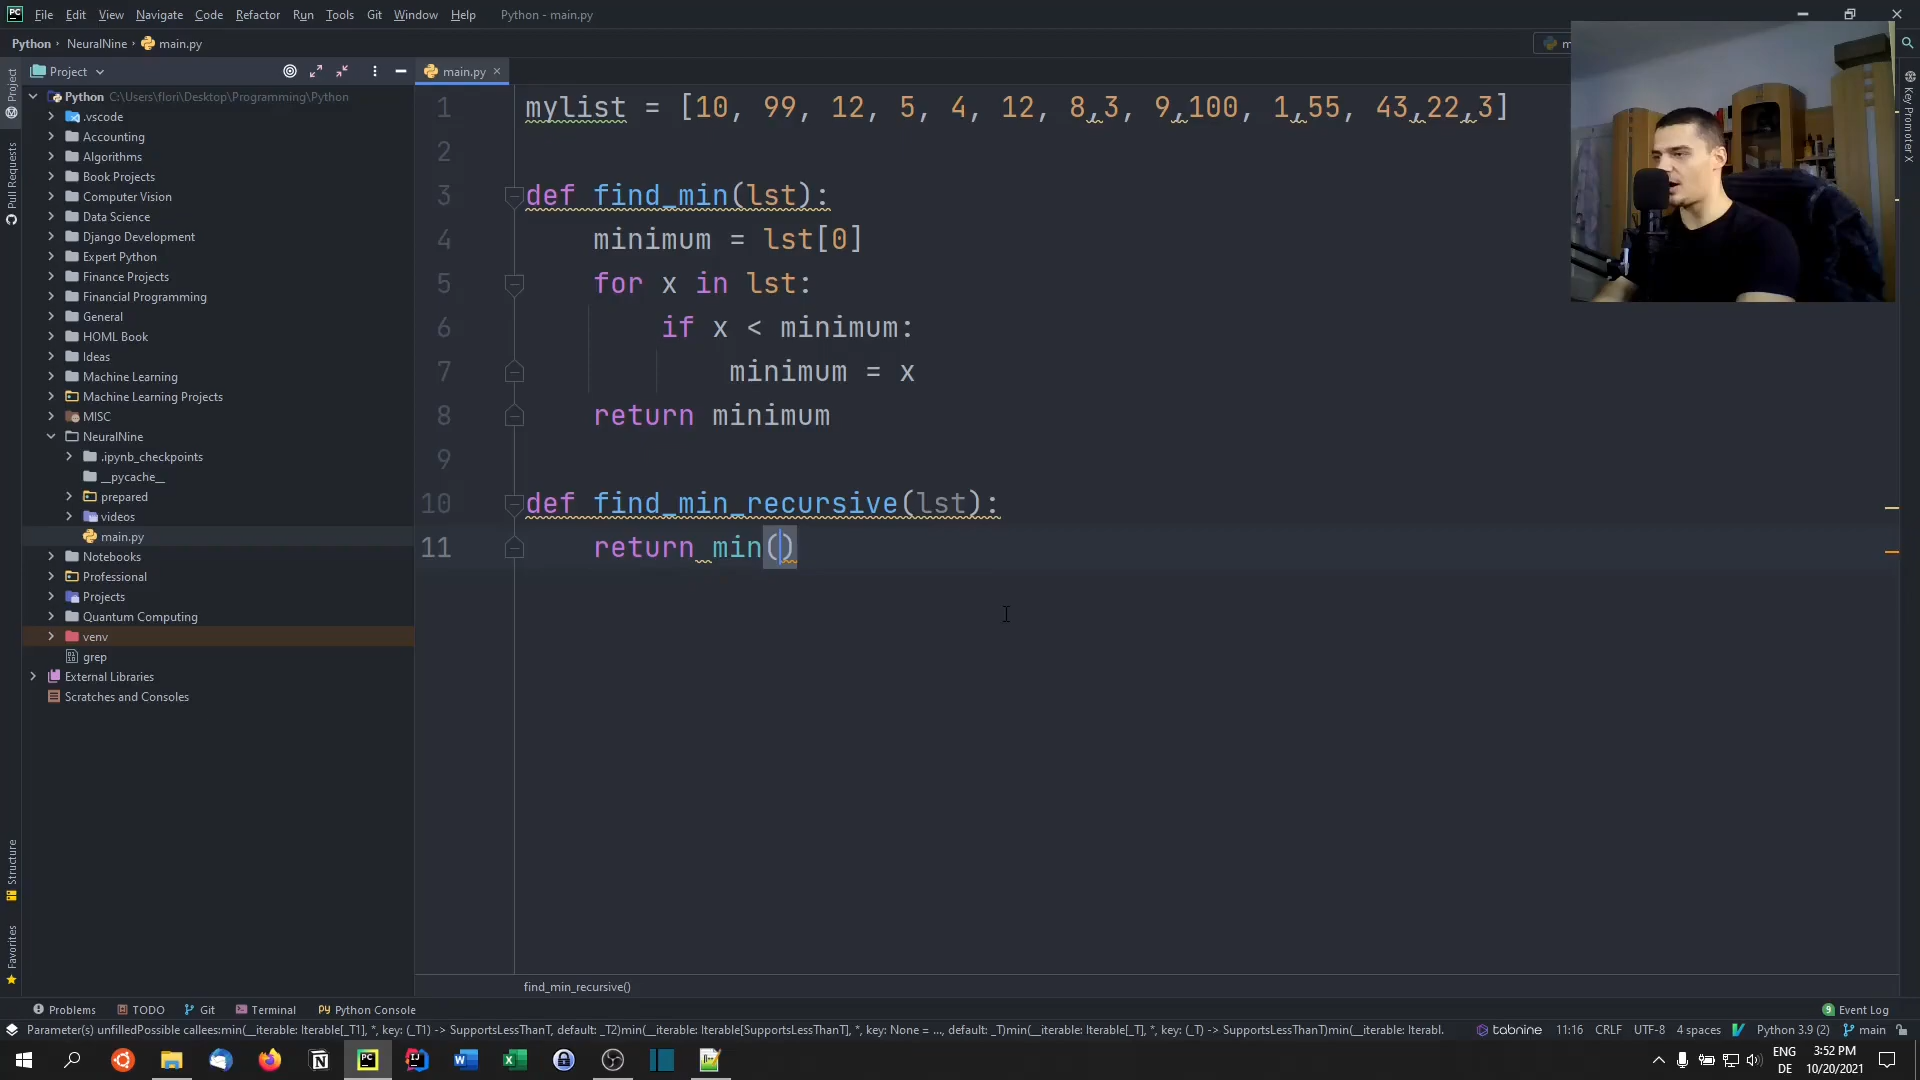 File Edit View Navigate Code Refactor Run Tools Git Window Help Python - main.py
Python NeuralNine main.py
Project
main.py
Project
Pull Requests
Structure
Favorites
Key Promoter X
Python C:\Users\flori\Desktop\Programming\Python
.vscode
Accounting
Algorithms
Book Projects
Computer Vision
Data Science
Django Development
Expert Python
Finance Projects
Financial Programming
General
HOML Book
Ideas
Machine Learning
Machine Learning Projects
MISC
NeuralNine
.ipynb_checkpoints
__pycache__
prepared
videos
main.py
Notebooks
Professional
Projects
Quantum Computing
venv
grep
External Libraries
Scratches and Consoles
1 mylist = [10, 99, 12, 5, 4, 12, 8,3, 9,100, 1,55, 43,22,3]
2
3 def find_min(lst):
4 minimum = lst[0]
5 for x in lst:
6 if x < minimum:
7 minimum = x
8 return minimum
9
10 def find_min_recursive(lst):
11 return min()
find_min_recursive()
Problems TODO Git Terminal Python Console 9 Event Log
Parameter(s) unfilledPossible callees:min(__iterable: Iterable[_T1], *, key: (_T1) -> SupportsLessThanT, default: _T2)min(__iterable: Iterable[SupportsLessThanT], *, key: None = ..., default: _T)min(__iterable: Iterable[_T], *, key: (_T) -> SupportsLessThanT)min(__iterable: Iterabl. tabnine 11:16 CRLF UTF-8 4 spaces Python 3.9 (2) main
ENG 3:52 PM
DE 10/20/2021